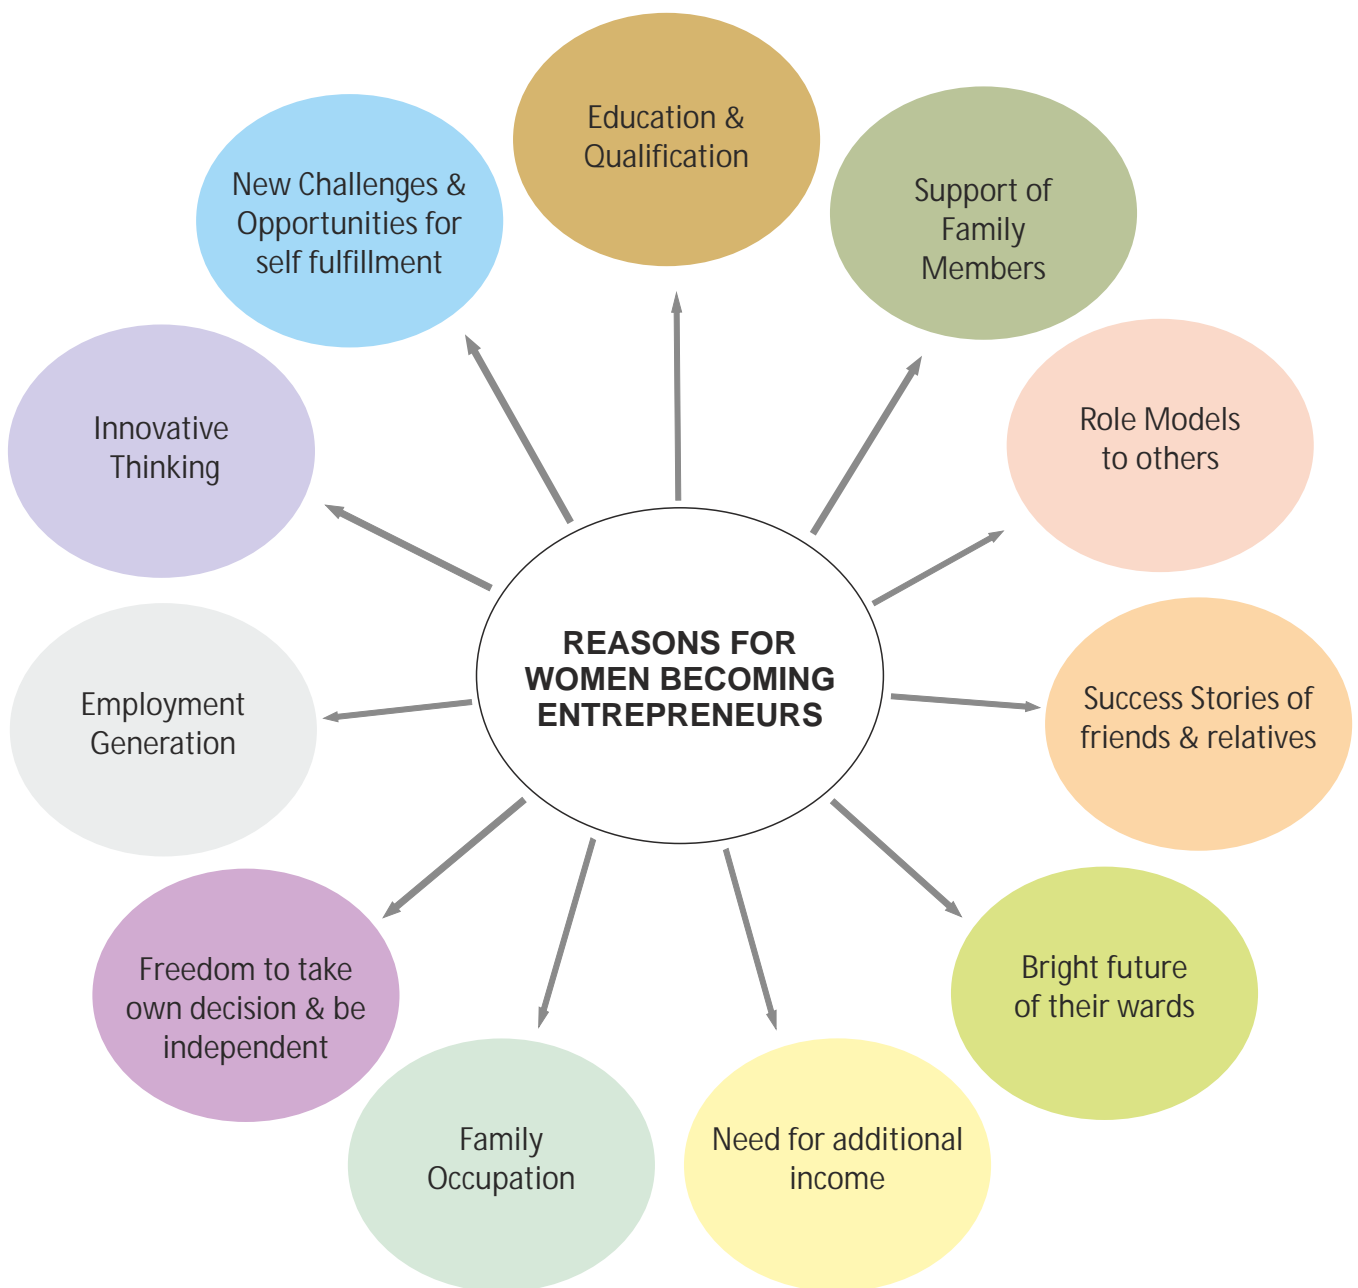 Education &
Qualification
Support of
Family
Members
Role Models
to others
Success Stories of
friends & relatives
Bright future
of their wards
Need for additional
income
Family
Occupation
Freedom to take
own decision & be
independent
Employment
Generation
Innovative
Thinking
New Challenges &
Opportunities for
self fulfillment
REASONS FOR
WOMEN BECOMING
ENTREPRENEURS